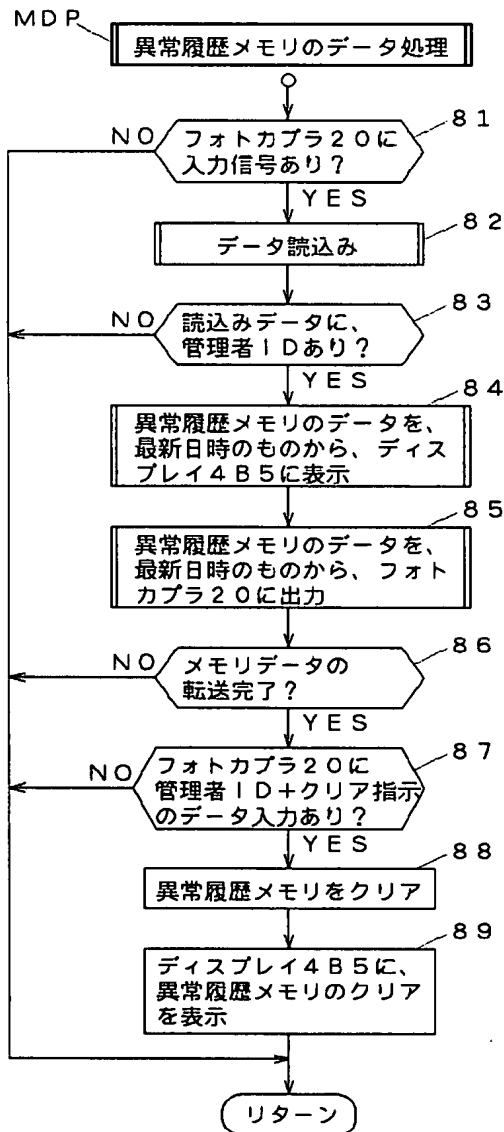 ＭＤＰ
異常履歴メモリのデータ処理
８１
ＮＯ
フォトカプラ２０に
入力信号あり？
ＹＥＳ
８２
データ読込み
８３
ＮＯ
読込みデータに、
管理者ＩＤあり？
ＹＥＳ
８４
異常履歴メモリのデータを、
最新日時のものから、ディス
プレイ４Ｂ５に表示
８５
異常履歴メモリのデータを、
最新日時のものから、フォト
カプラ２０に出力
８６
ＮＯ
メモリデータの
転送完了？
ＹＥＳ
８７
ＮＯ
フォトカプラ２０に
管理者ＩＤ＋クリア指示
のデータ入力あり？
ＹＥＳ
８８
異常履歴メモリをクリア
８９
ディスプレイ４Ｂ５に、
異常履歴メモリのクリア
を表示
リターン